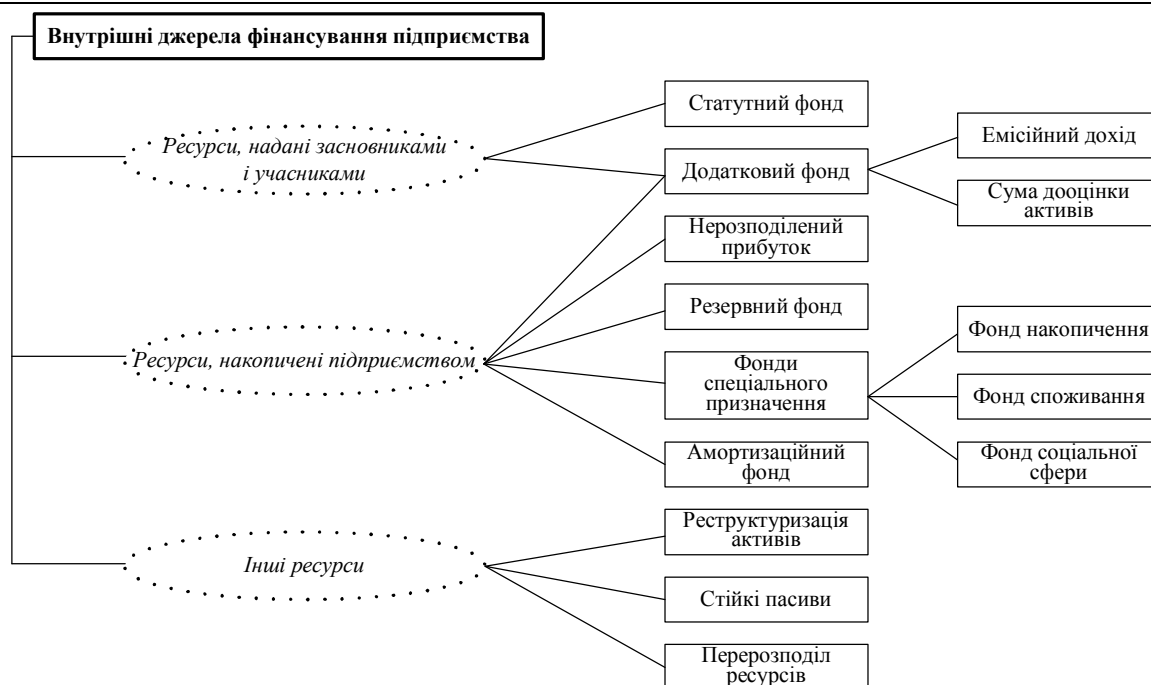 Внутрішні джерела фінансування підприємства
Статутний фонд
Ресурси, надані засновниками
і учасниками
Додатковий фонд
Емісійний дохід
Сума дооцінки
активів
Нерозподілений
прибуток
Резервний фонд
Ресурси, накопичені підприємством
Фонди
спеціального
призначення
Фонд накопичення
Фонд споживання
Фонд соціальної
сфери
Амортизаційний
фонд
Реструктуризація
активів
Інші ресурси
Стійкі пасиви
Перерозподіл
ресурсів